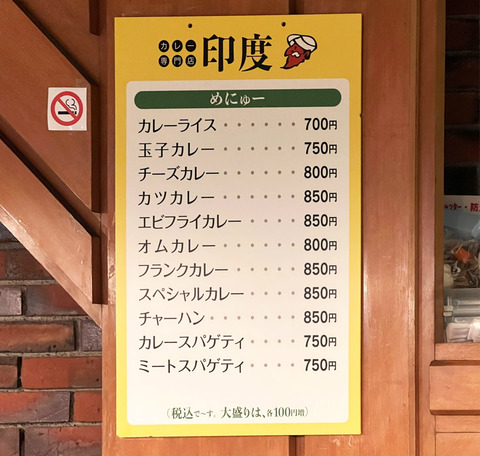 カレー専門店 印度
めにゅー
カレーライス・・・・・・700円
玉子カレー・・・・・・750円
チーズカレー・・・・・800円
カツカレー・・・・・・850円
エビフライカレー・・・・850円
オムカレー・・・・・・800円
フランクカレー・・・・・850円
スペシャルカレー・・・・850円
チャーハン・・・・・・850円
カレースパゲティ・・・・750円
ミートスパゲティ・・・・750円
(税込で〜す。大盛りは、各100円増)